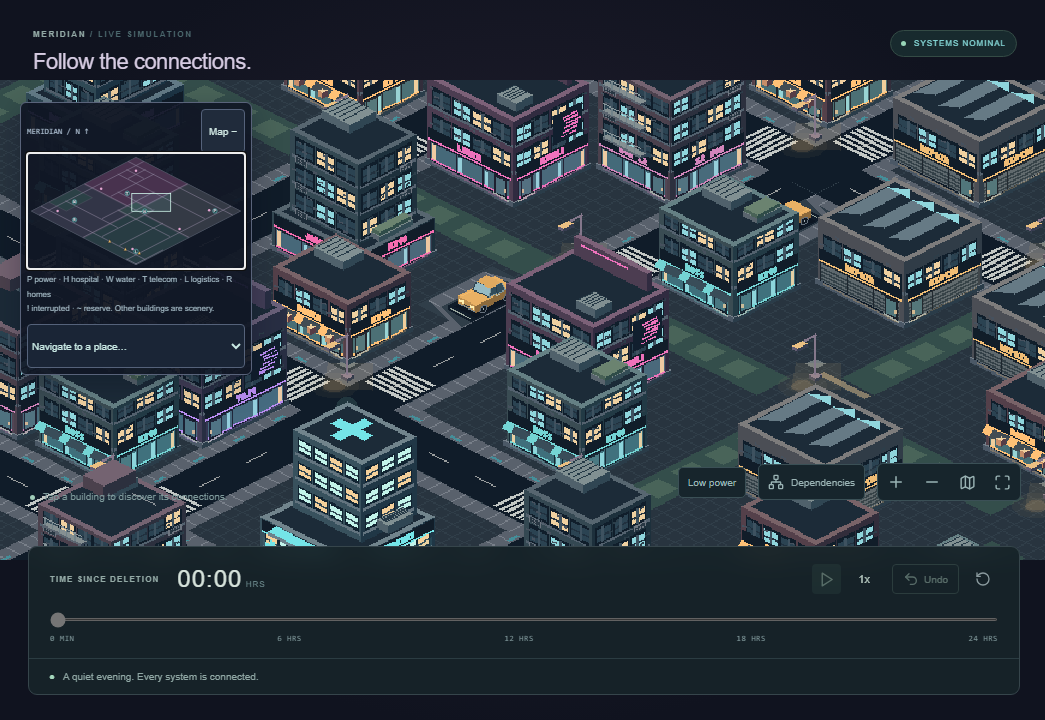 MERIDIAN / LIVE SIMULATION
Follow the connections.
SYSTEMS NOMINAL
MERIDIAN / N ↑
Map −
P power · H hospital · W water · T telecom · L logistics · R
homes
! interrupted · ~ reserve. Other buildings are scenery.
Navigate to a place...
a building to discover its connections
Low power
Dependencies
TIME SINCE DELETION 00:00 HRS
1x
Undo
0 MIN 6 HRS 12 HRS 18 HRS 24 HRS
A quiet evening. Every system is connected.